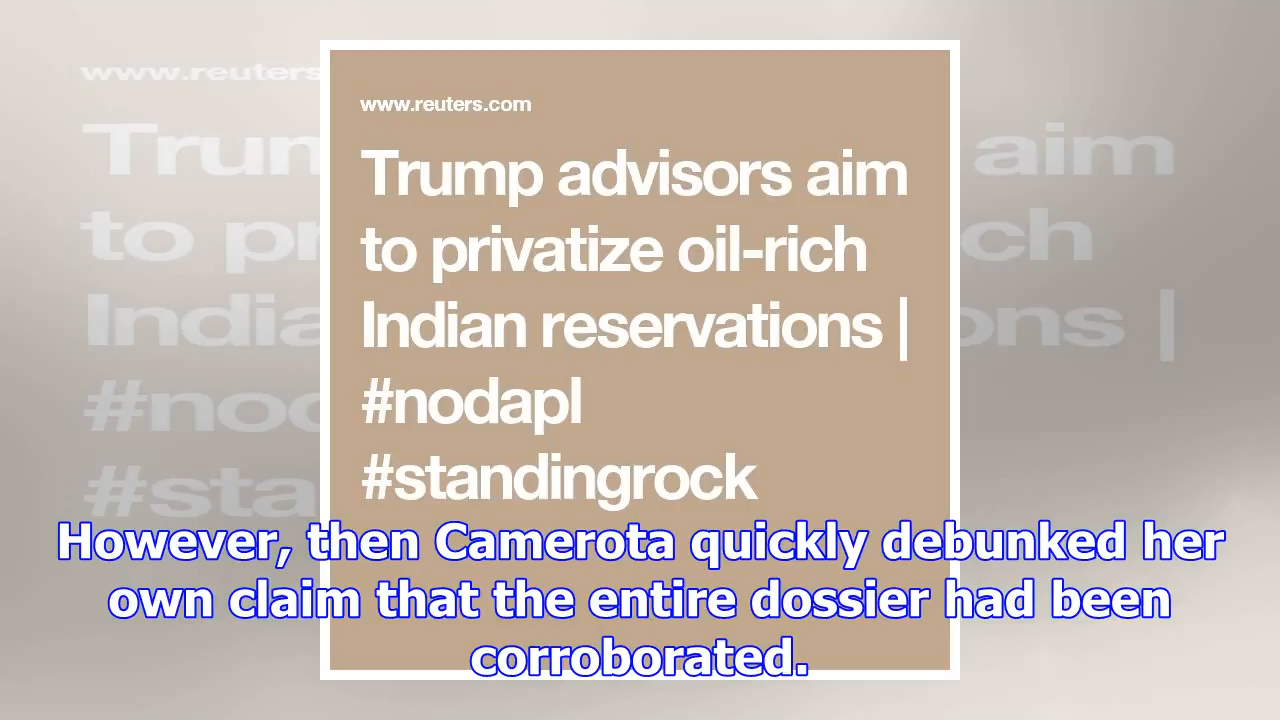 www.reuters.com
Trump advisors aim
to privatize oil-rich
Indian reservations |
#nodapl
#standingrock
However, then Camerota quickly debunked her
own claim that the entire dossier had been
corroborated.